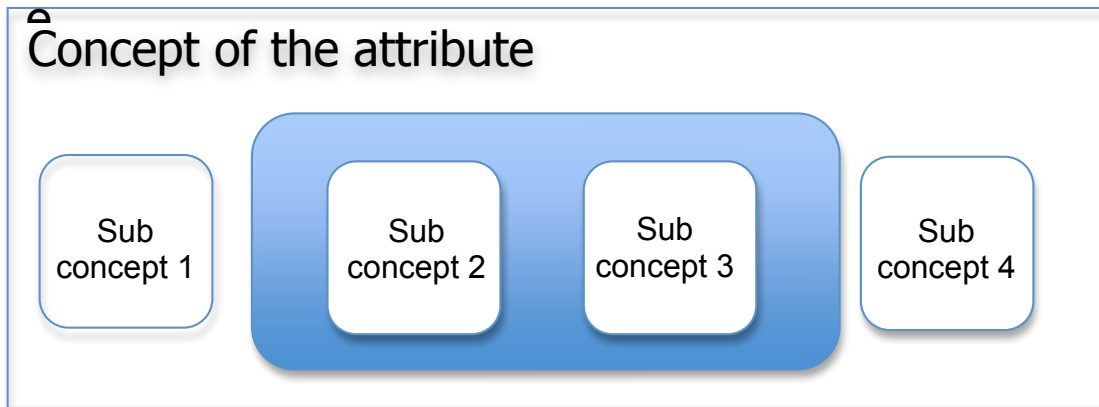 e
Concept of the attribute
Sub
concept 1
Sub
concept 2
Sub
concept 3
Sub
concept 4